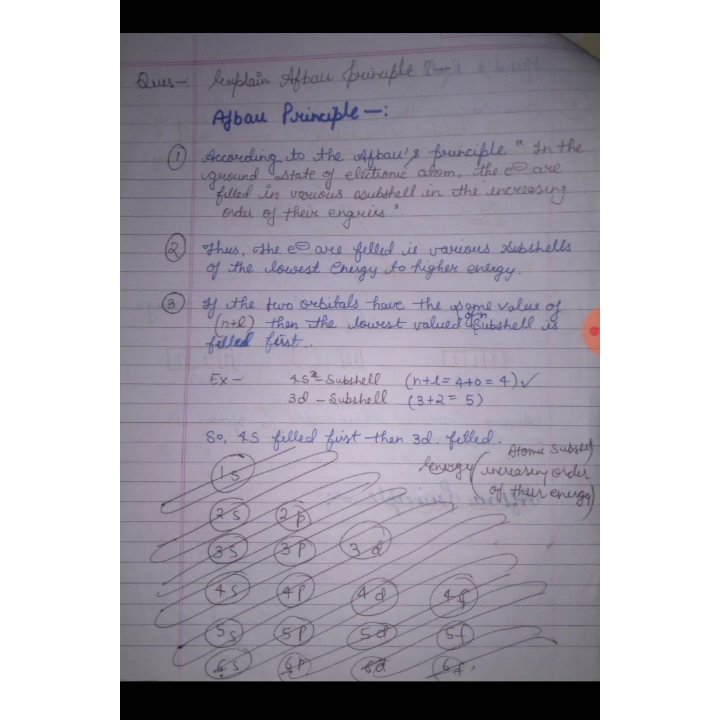 Ques- Explain Afbau principle
Afbau Principle —:
① According to the Afbau's principle " In the
ground state of electronic atom, the e⊖ are
filled in various subshell in the increasing
order of their engries."
② Thus, the e⊖ are filled is various Subshells
of the lowest Energy to higher energy.
③ If the two orbitals have the same value of
(n+l) then the lowest valued of n Subshell is
filled first..
Ex - 4s²-Subshell (n+l = 4+0 = 4)✓
3d - Subshell (3+2 = 5)
So, 4s filled first then 3d. filled.
Atomic Subshell
Energy (increasing order
of their energy)
1s
2s 2p
3s 3p 3d
4s 4p 4d 4f
5s 5p 5d 5f
6s 6p 6d 6f